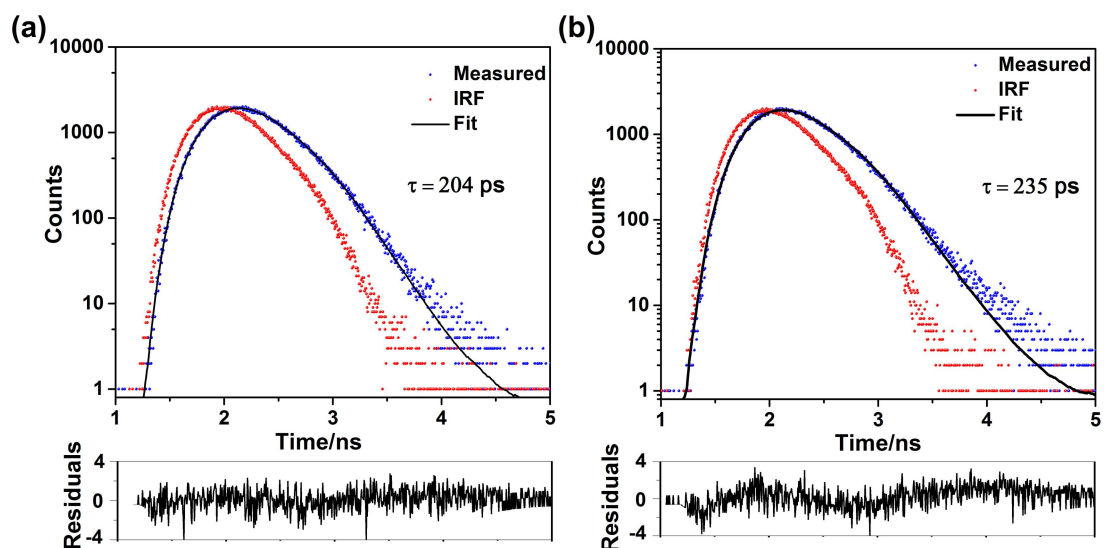 (a)
10000
1000
100
10
1
Counts
Measured
IRF
Fit
τ = 204 ps
1 2 3 4 5
Time/ns
4
0
-4
Residuals
(b)
10000
1000
100
10
1
Counts
Measured
IRF
Fit
τ = 235 ps
1 2 3 4 5
Time/ns
4
0
-4
Residuals